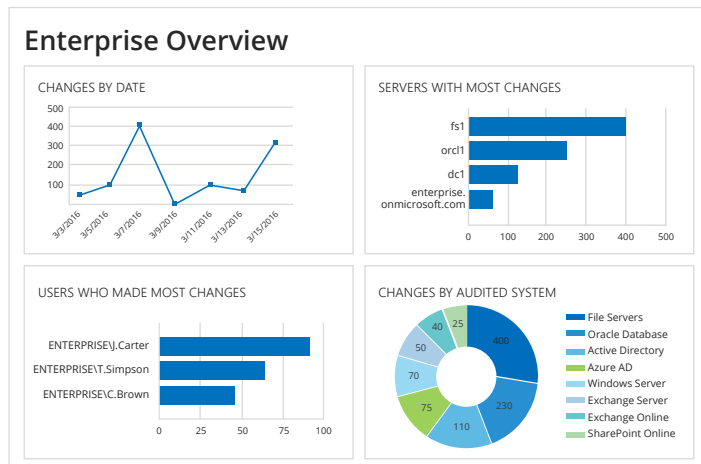 Enterprise Overview
CHANGES BY DATE
500
400
300
200
100
3/3/2016
3/5/2016
3/7/2016
3/9/2016
3/11/2016
3/13/2016
3/15/2016
SERVERS WITH MOST CHANGES
fs1
orcl1
dc1
enterprise.
onmicrosoft.com
0 100 200 300 400 500
USERS WHO MADE MOST CHANGES
ENTERPRISE\J.Carter
ENTERPRISE\T.Simpson
ENTERPRISE\C.Brown
0 25 50 75 100
CHANGES BY AUDITED SYSTEM
400
230
110
75
70
50
40
25
File Servers
Oracle Database
Active Directory
Azure AD
Windows Server
Exchange Server
Exchange Online
SharePoint Online